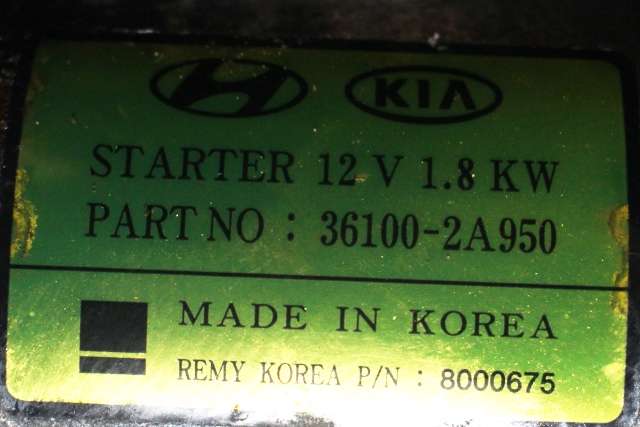 KIA
STARTER 12 V 1.8 KW
PART NO : 36100-2A950
MADE IN KOREA
REMY KOREA P/N : 8000675